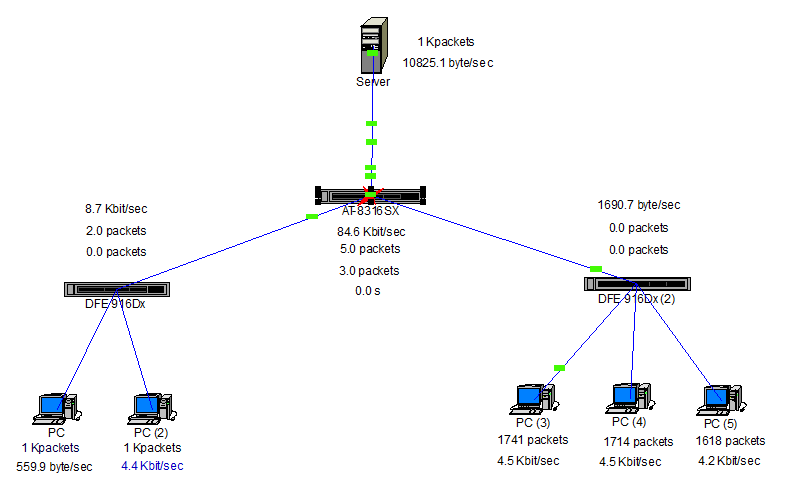 1 Kpackets
10825.1 byte/sec
Server
AT-8316SX
84.6 Kbit/sec
5.0 packets
3.0 packets
0.0 s
8.7 Kbit/sec
2.0 packets
0.0 packets
DFE-916Dx
1690.7 byte/sec
0.0 packets
0.0 packets
DFE-916Dx (2)
PC
1 Kpackets
559.9 byte/sec
PC (2)
1 Kpackets
4.4 Kbit/sec
PC (3)
1741 packets
4.5 Kbit/sec
PC (4)
1714 packets
4.5 Kbit/sec
PC (5)
1618 packets
4.2 Kbit/sec